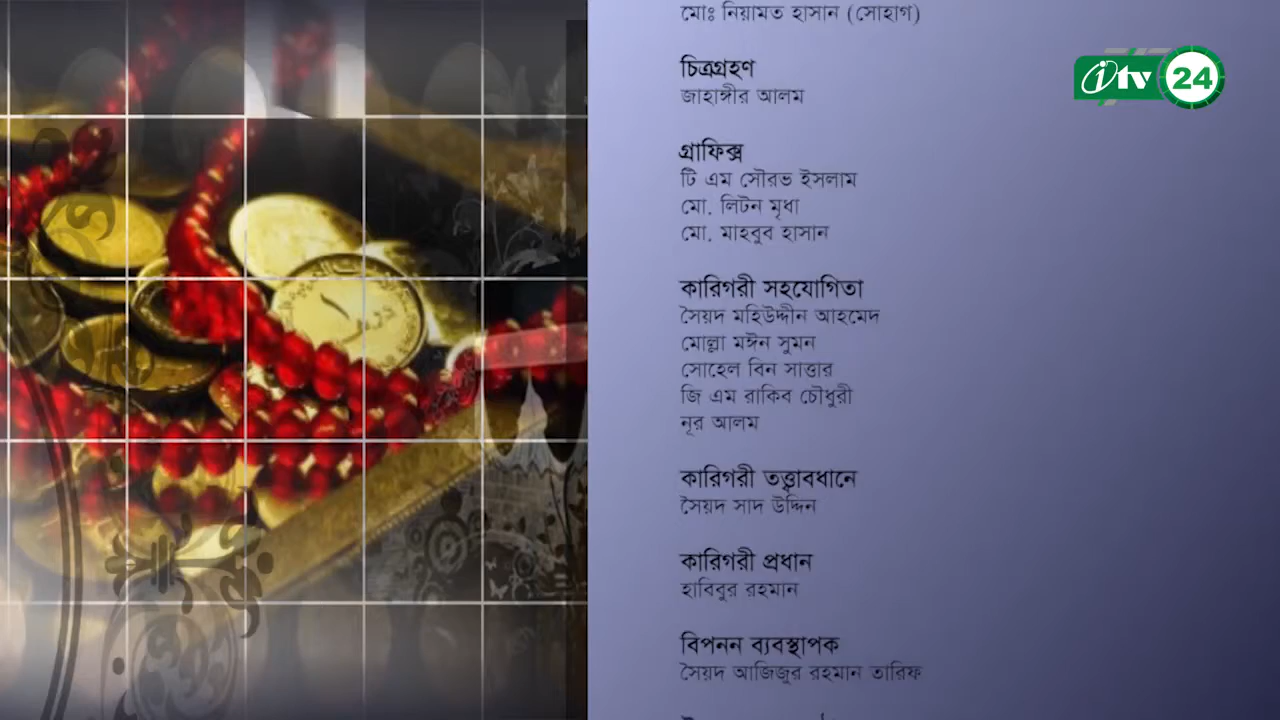 মোঃ নিয়ামত হাসান (সোহাগ)
চিত্রগ্রহণ
জাহাঙ্গীর আলম
গ্রাফিক্স
টি এম সৌরভ ইসলাম
মো. লিটন মৃধা
মো. মাহবুব হাসান
কারিগরী সহযোগিতা
সৈয়দ মহিউদ্দীন আহমেদ
মোল্লা মঈন সুমন
সোহেল বিন সাত্তার
জি এম রাকিব চৌধুরী
নূর আলম
কারিগরী তত্ত্বাবধানে
সৈয়দ সাদ উদ্দিন
কারিগরী প্রধান
হাবিবুর রহমান
বিপনন ব্যবস্থাপক
সৈয়দ আজিজুর রহমান তারিফ
itv 24